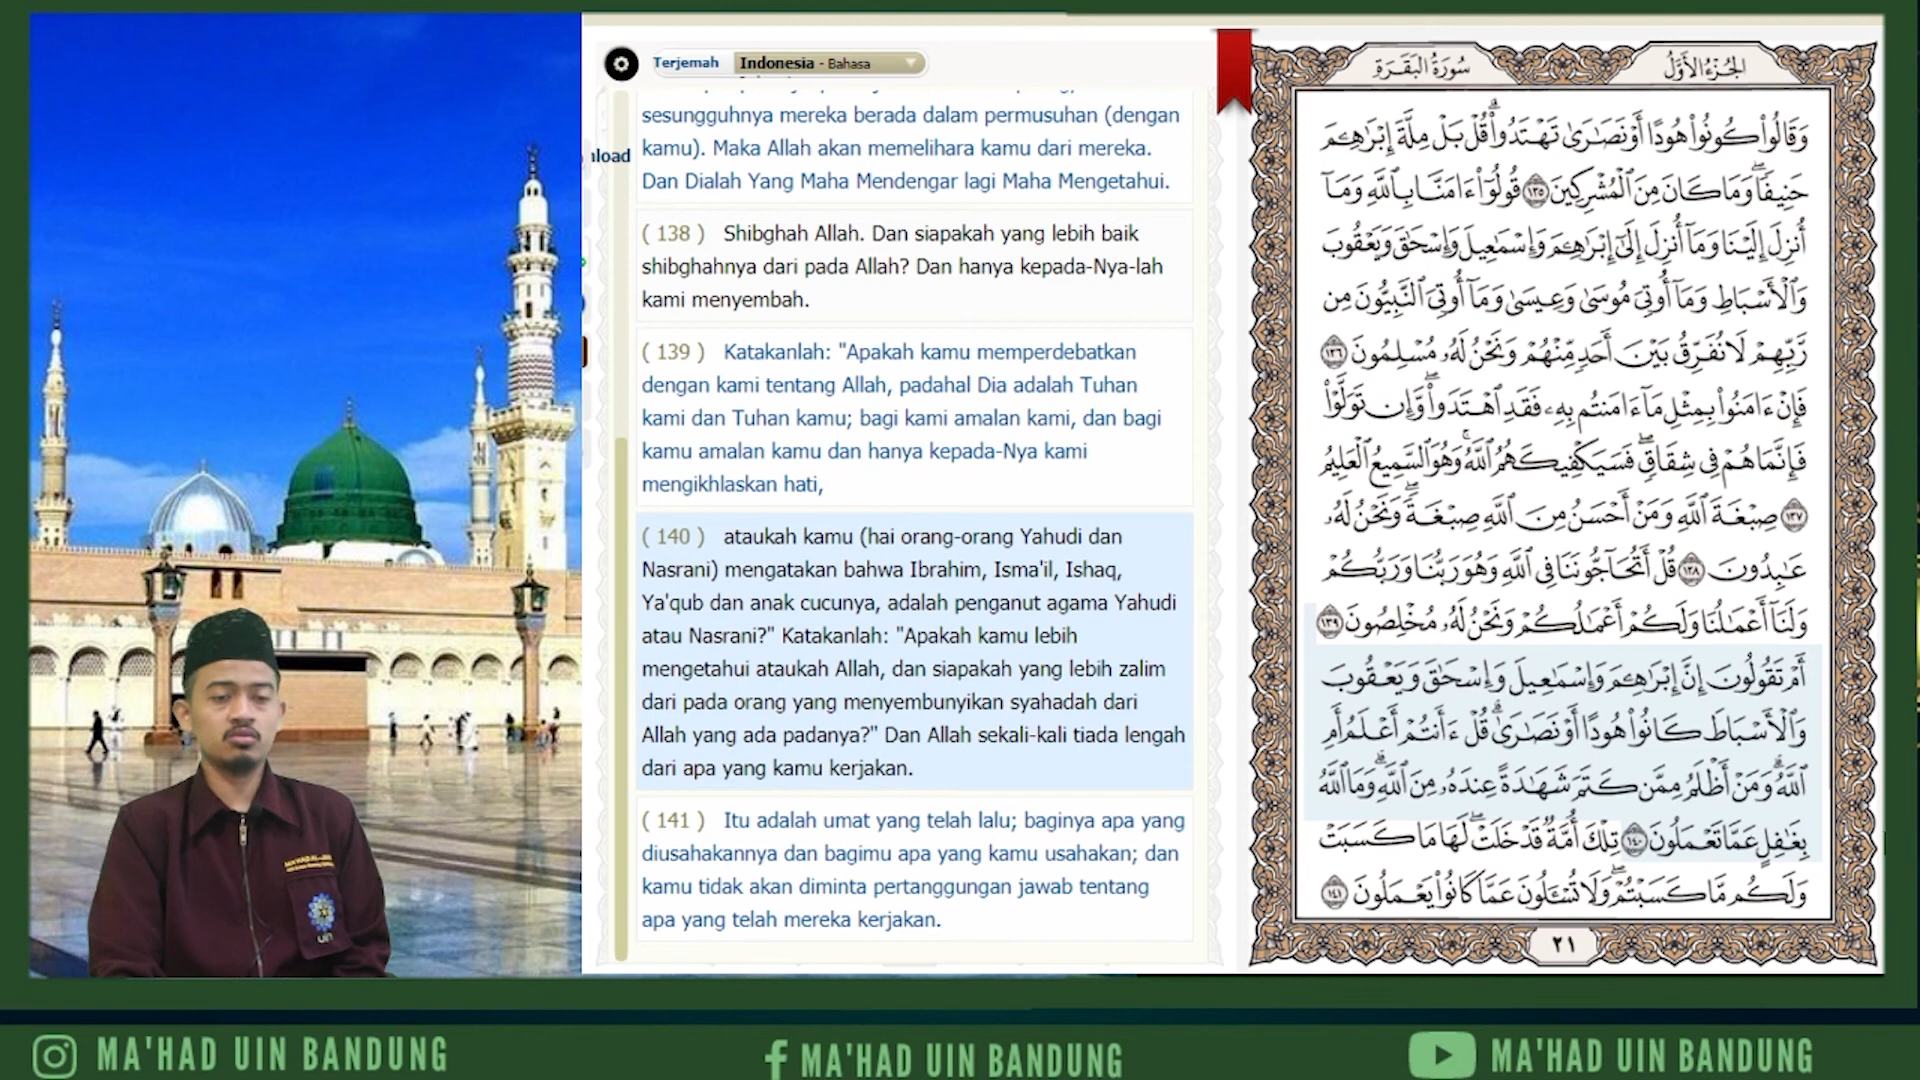 Terjemah Indonesia - Bahasa
sesungguhnya mereka berada dalam permusuhan (dengan
kamu). Maka Allah akan memelihara kamu dari mereka.
Dan Dialah Yang Maha Mendengar lagi Maha Mengetahui.
( 138 ) Shibghah Allah. Dan siapakah yang lebih baik
shibghahnya dari pada Allah? Dan hanya kepada-Nya-lah
kami menyembah.
( 139 ) Katakanlah: "Apakah kamu memperdebatkan
dengan kami tentang Allah, padahal Dia adalah Tuhan
kami dan Tuhan kamu; bagi kami amalan kami, dan bagi
kamu amalan kamu dan hanya kepada-Nya kami
mengikhlaskan hati,
( 140 ) ataukah kamu (hai orang-orang Yahudi dan
Nasrani) mengatakan bahwa Ibrahim, Isma'il, Ishaq,
Ya'qub dan anak cucunya, adalah penganut agama Yahudi
atau Nasrani?" Katakanlah: "Apakah kamu lebih
mengetahui ataukah Allah, dan siapakah yang lebih zalim
dari pada orang yang menyembunyikan syahadah dari
Allah yang ada padanya?" Dan Allah sekali-kali tiada lengah
dari apa yang kamu kerjakan.
( 141 ) Itu adalah umat yang telah lalu; baginya apa yang
diusahakannya dan bagimu apa yang kamu usahakan; dan
kamu tidak akan diminta pertanggungan jawab tentang
apa yang telah mereka kerjakan.
الجُزْءُ الأَوَّلُ سُورَةُ البَقَرَةِ
وَقَالُوا۟ كُونُوا۟ هُودًا أَوْ نَصَـٰرَىٰ تَهْتَدُوا۟ ۗ قُلْ بَلْ مِلَّةَ إِبْرَٰهِـۧمَ
حَنِيفًا ۖ وَمَا كَانَ مِنَ ٱلْمُشْرِكِينَ ١٣٥ قُولُوٓا۟ ءَامَنَّا بِٱللَّهِ وَمَآ
أُنزِلَ إِلَيْنَا وَمَآ أُنزِلَ إِلَىٰٓ إِبْرَٰهِـۧمَ وَإِسْمَـٰعِيلَ وَإِسْحَـٰقَ وَيَعْقُوبَ
وَٱلْأَسْبَاطِ وَمَآ أُوتِىَ مُوسَىٰ وَعِيسَىٰ وَمَآ أُوتِىَ ٱلنَّبِيُّونَ مِن
رَّبِّهِمْ لَا نُفَرِّقُ بَيْنَ أَحَدٍ مِّنْهُمْ وَنَحْنُ لَهُۥ مُسْلِمُونَ ١٣٦
فَإِنْ ءَامَنُوا۟ بِمِثْلِ مَآ ءَامَنتُم بِهِۦ فَقَدِ ٱهْتَدَوا۟ ۖ وَّإِن تَوَلَّوْا۟
فَإِنَّمَا هُمْ فِى شِقَاقٍ ۖ فَسَيَكْفِيكَهُمُ ٱللَّهُ ۚ وَهُوَ ٱلسَّمِيعُ ٱلْعَلِيمُ
١٣٧ صِبْغَةَ ٱللَّهِ ۖ وَمَنْ أَحْسَنُ مِنَ ٱللَّهِ صِبْغَةً ۖ وَنَحْنُ لَهُۥ
عَـٰبِدُونَ ١٣٨ قُلْ أَتُحَآجُّونَنَا فِى ٱللَّهِ وَهُوَ رَبُّنَا وَرَبُّكُمْ
وَلَنَآ أَعْمَـٰلُنَا وَلَكُمْ أَعْمَـٰلُكُمْ وَنَحْنُ لَهُۥ مُخْلِصُونَ ١٣٩
أَمْ تَقُولُونَ إِنَّ إِبْرَٰهِـۧمَ وَإِسْمَـٰعِيلَ وَإِسْحَـٰقَ وَيَعْقُوبَ
وَٱلْأَسْبَاطَ كَانُوا۟ هُودًا أَوْ نَصَـٰرَىٰ ۗ قُلْ ءَأَنتُمْ أَعْلَمُ أَمِ
ٱللَّهُ ۗ وَمَنْ أَظْلَمُ مِمَّن كَتَمَ شَهَـٰدَةً عِندَهُۥ مِنَ ٱللَّهِ ۗ وَمَا ٱللَّهُ
بِغَـٰفِلٍ عَمَّا تَعْمَلُونَ ١٤٠ تِلْكَ أُمَّةٌ قَدْ خَلَتْ ۖ لَهَا مَا كَسَبَتْ
وَلَكُم مَّا كَسَبْتُمْ ۖ وَلَا تُسْـَٔلُونَ عَمَّا كَانُوا۟ يَعْمَلُونَ ١٤١
٢١
MA'HAD UIN BANDUNG
MA'HAD UIN BANDUNG
MA'HAD UIN BANDUNG